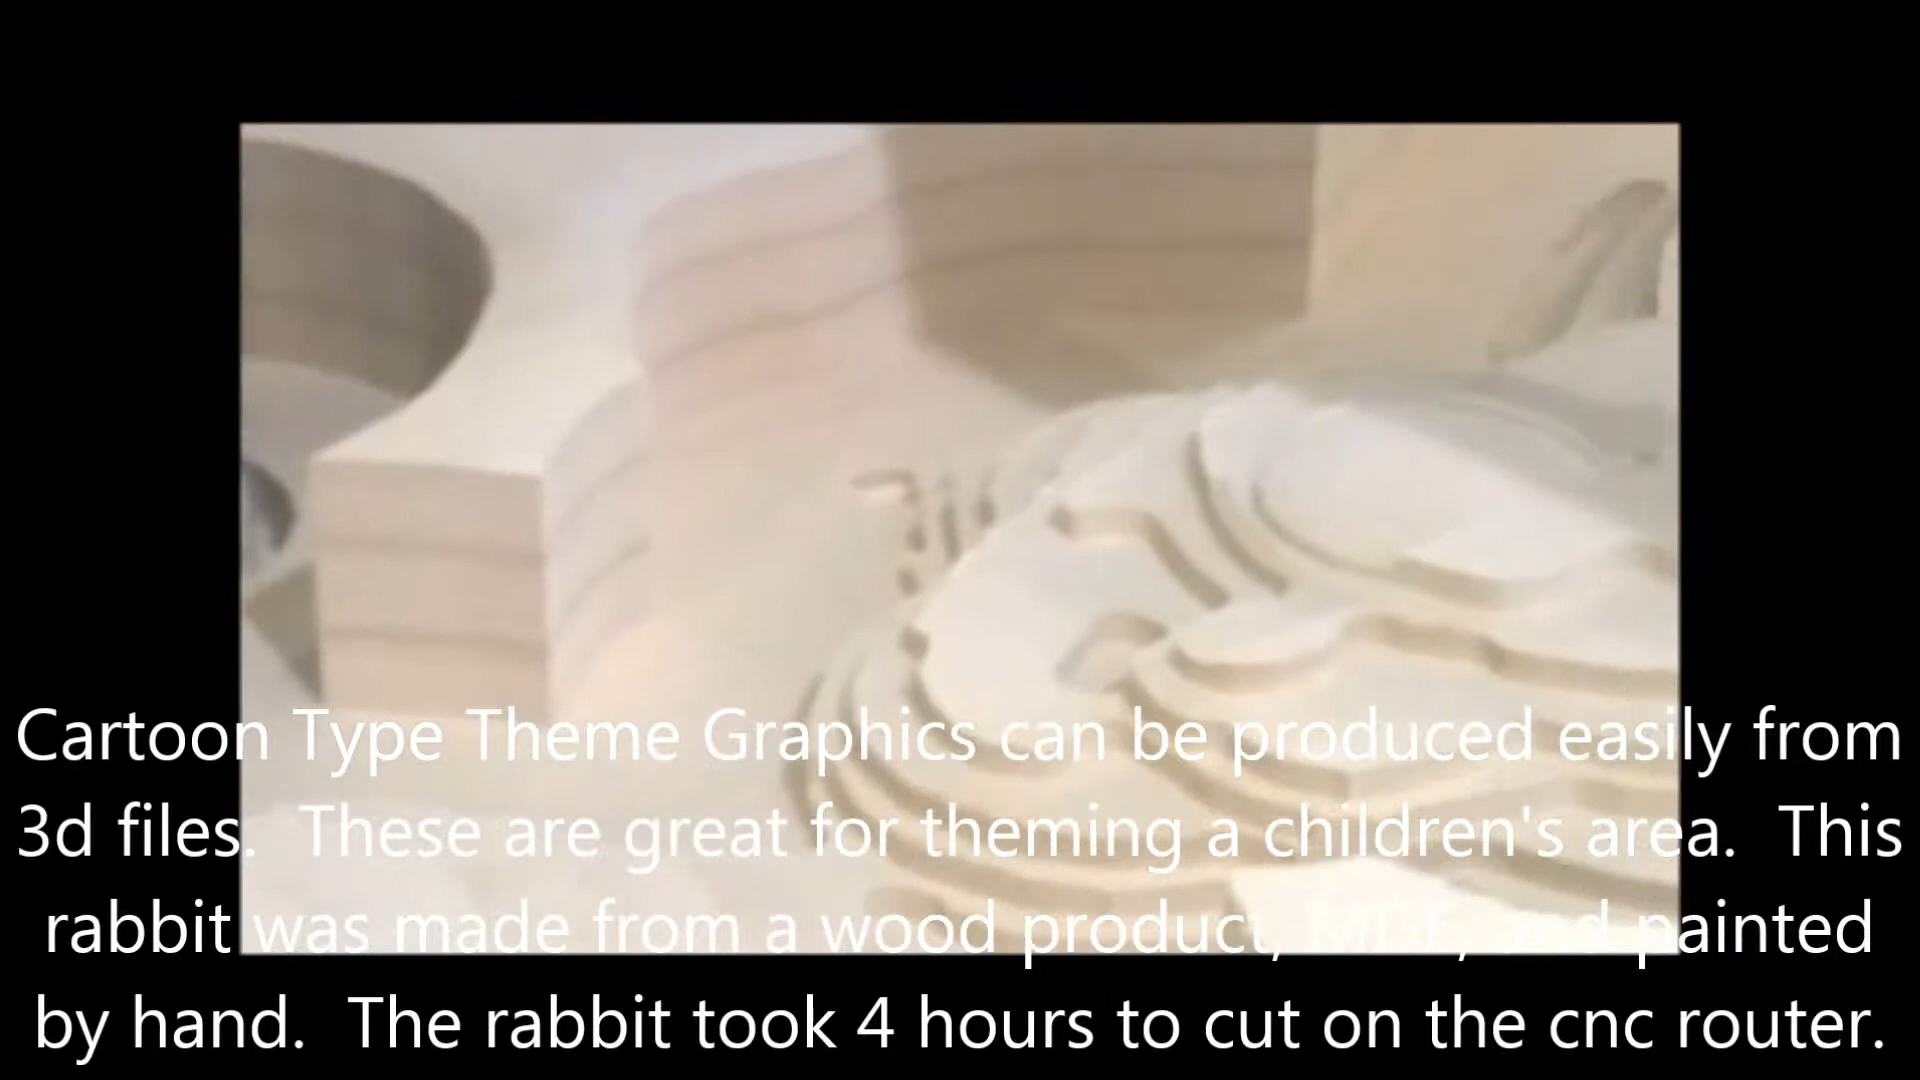 Cartoon Type Theme Graphics can be produced easily from
3d files.  These are great for theming a children's area.  This
rabbit was made from a wood product, MDF, and painted
by hand.  The rabbit took 4 hours to cut on the cnc router.